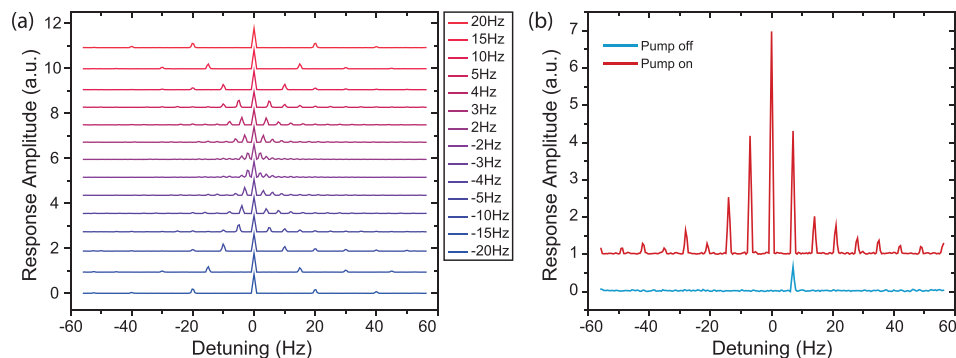 (a)
Response Amplitude (a.u.)
12
10
8
6
4
2
0
-60 -40 -20 0 20 40 60
Detuning (Hz)
20Hz
15Hz
10Hz
5Hz
4Hz
3Hz
2Hz
-2Hz
-3Hz
-4Hz
-5Hz
-10Hz
-15Hz
-20Hz
(b)
Response Amplitude (a.u.)
7
6
5
4
3
2
1
0
Pump off
Pump on
-60 -40 -20 0 20 40 60
Detuning (Hz)